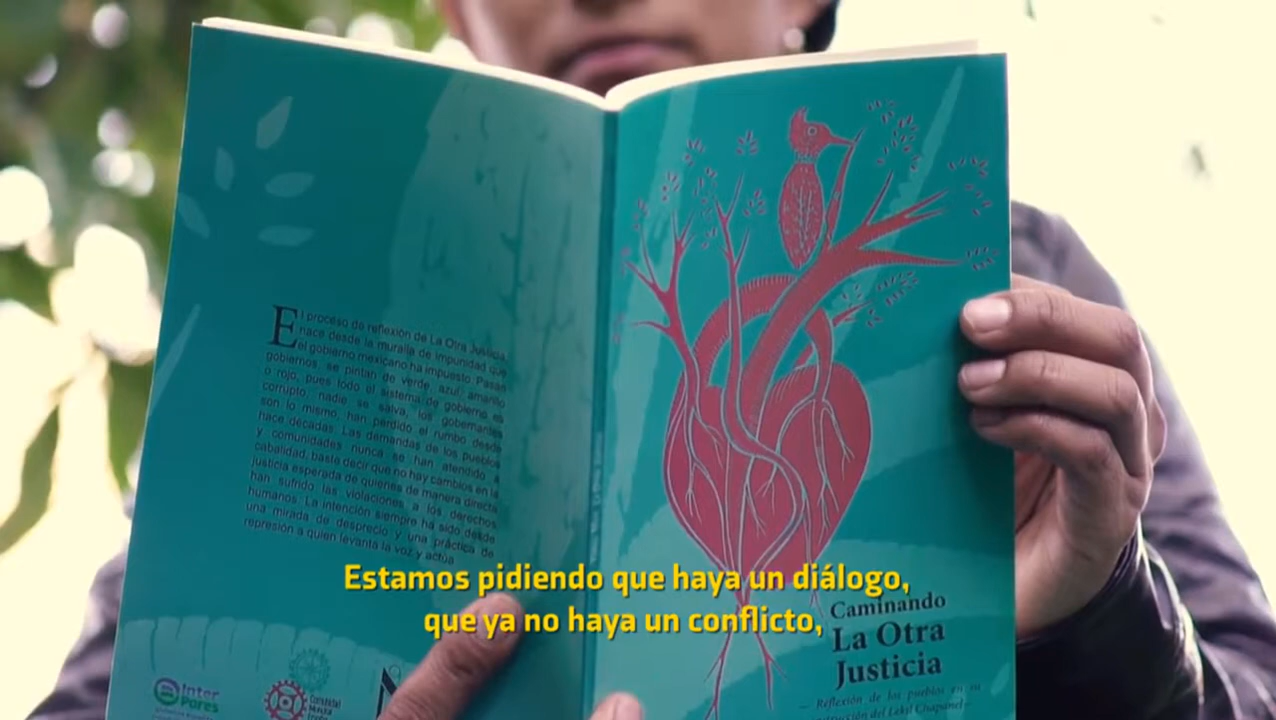 El proceso de reflexión de La Otra Justicia
nace desde la muralla de impunidad que
el gobierno mexicano ha impuesto. Pasan
gobiernos, se pintan de verde, azul, amarillo
o rojo, pues todo el sistema de gobierno es
corrupto, nadie se salva, los gobernantes
son lo mismo, han perdido el rumbo desde
hace décadas. Las demandas de los pueblos
y comunidades nunca se han atendido a
cabalidad, baste decir que no hay cambios en la
justicia esperada de quienes de manera directa
han sufrido las violaciones a los derechos
humanos. La intención siempre ha sido desde
una mirada de desprecio y una práctica de
represión a quien levanta la voz y actúa
Inter
Pares
Caminando
La Otra
Justicia
— Reflexión de los pueblos en su
construcción del Lekil Chapanel —
Estamos pidiendo que haya un diálogo,
que ya no haya un conflicto,